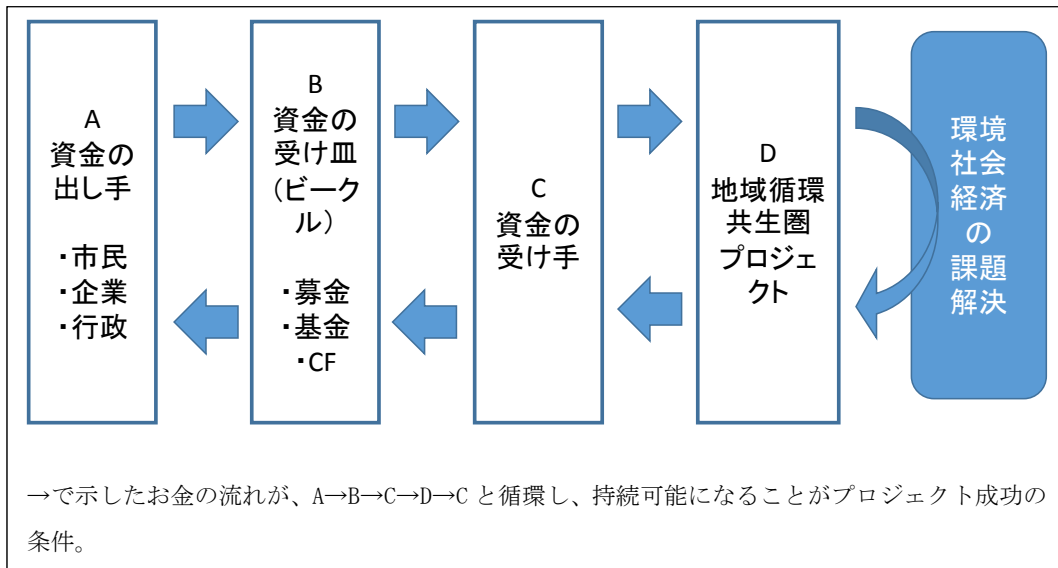 A
資金の
出し手
・市民
・企業
・行政
B
資金の
受け皿
(ビーク
ル)
・募金
・基金
・CF
C
資金の
受け手
D
地域循環
共生圏
プロジェ
クト
環境
社会
経済
の
課題
解決
→で示したお金の流れが、A→B→C→D→C と循環し、持続可能になることがプロジェクト成功の
条件。